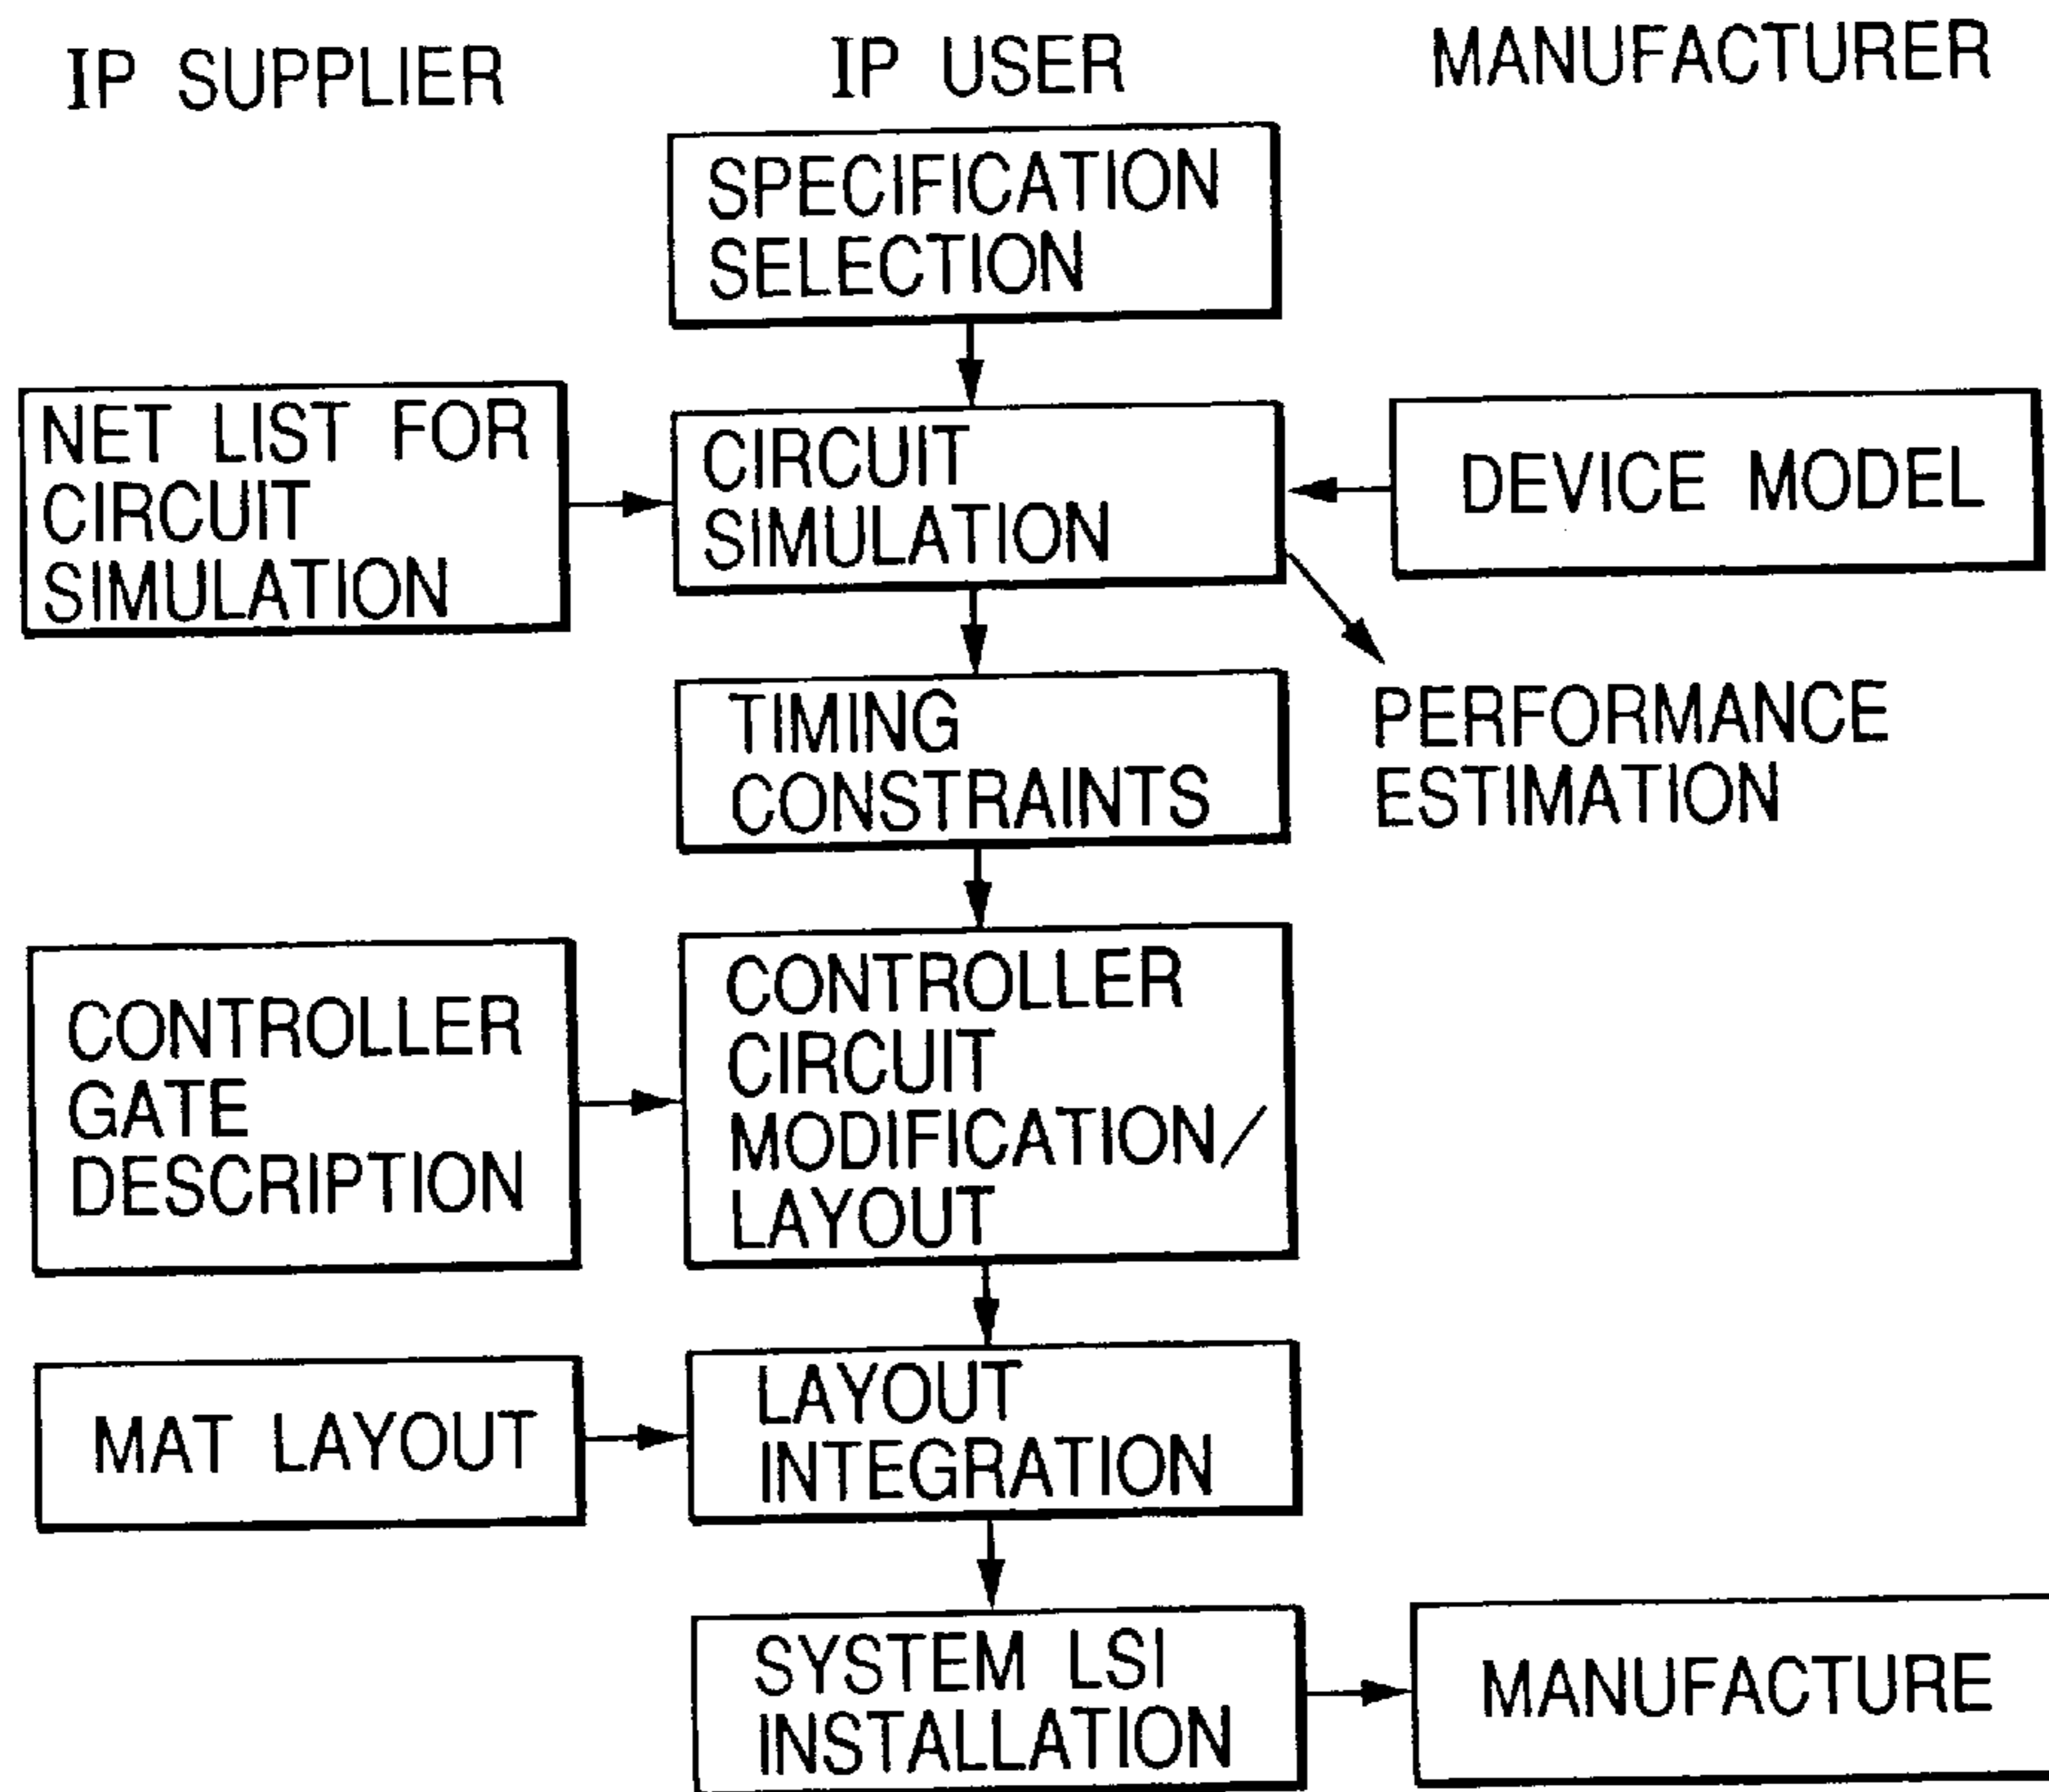 IP SUPPLIER
IP USER
MANUFACTURER
SPECIFICATION
SELECTION
NET LIST FOR
CIRCUIT
SIMULATION
CIRCUIT
SIMULATION
DEVICE MODEL
TIMING
CONSTRAINTS
PERFORMANCE
ESTIMATION
CONTROLLER
GATE
DESCRIPTION
CONTROLLER
CIRCUIT
MODIFICATION/
LAYOUT
MAT LAYOUT
LAYOUT
INTEGRATION
SYSTEM LSI
INSTALLATION
MANUFACTURE